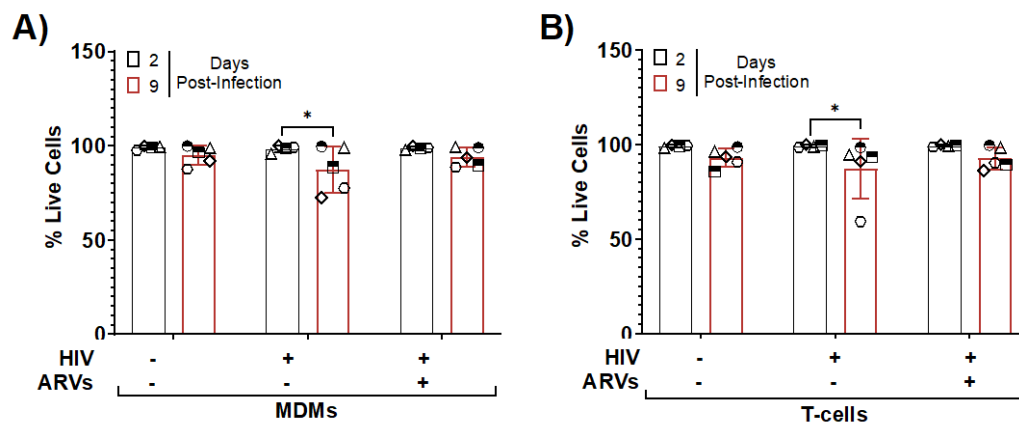 A)
150
100
50
0
% Live Cells
2
9
Days
Post-Infection
*
HIV - + +
ARVs - - +
MDMs
B)
150
100
50
0
% Live Cells
2
9
Days
Post-Infection
*
HIV - + +
ARVs - - +
T-cells